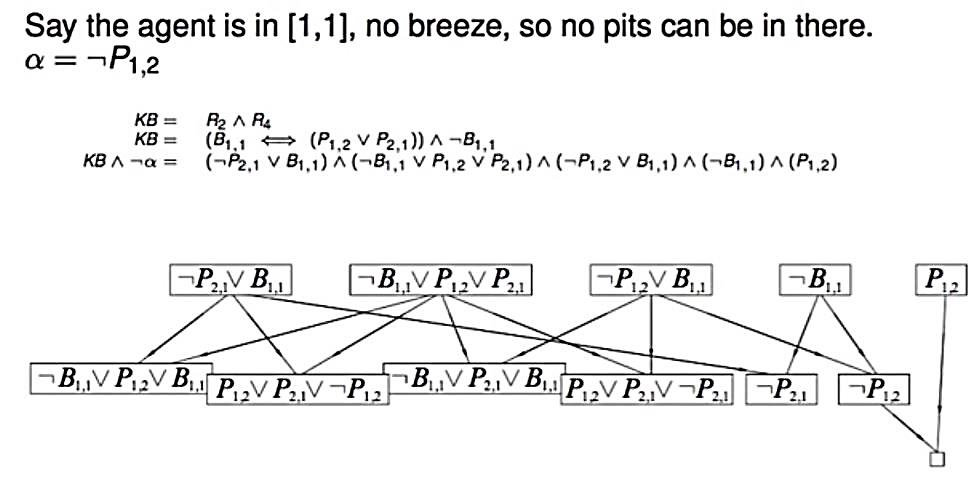 Say the agent is in [1,1], no breeze, so no pits can be in there.
α = ¬P1,2
KB = R2 ∧ R4
KB = (B1,1 ⟺ (P1,2 ∨ P2,1)) ∧ ¬B1,1
KB ∧ ¬α = (¬P2,1 ∨ B1,1) ∧ (¬B1,1 ∨ P1,2 ∨ P2,1) ∧ (¬P1,2 ∨ B1,1) ∧ (¬B1,1) ∧ (P1,2)
¬P2,1∨ B1,1 ¬B1,1∨ P1,2∨ P2,1 ¬P1,2∨ B1,1 ¬B1,1 P1,2
¬B1,1∨ P1,2∨ B1,1 P1,2∨ P2,1∨ ¬P1,2 ¬B1,1∨ P2,1∨ B1,1 P1,2∨ P2,1∨ ¬P2,1 ¬P2,1 ¬P1,2